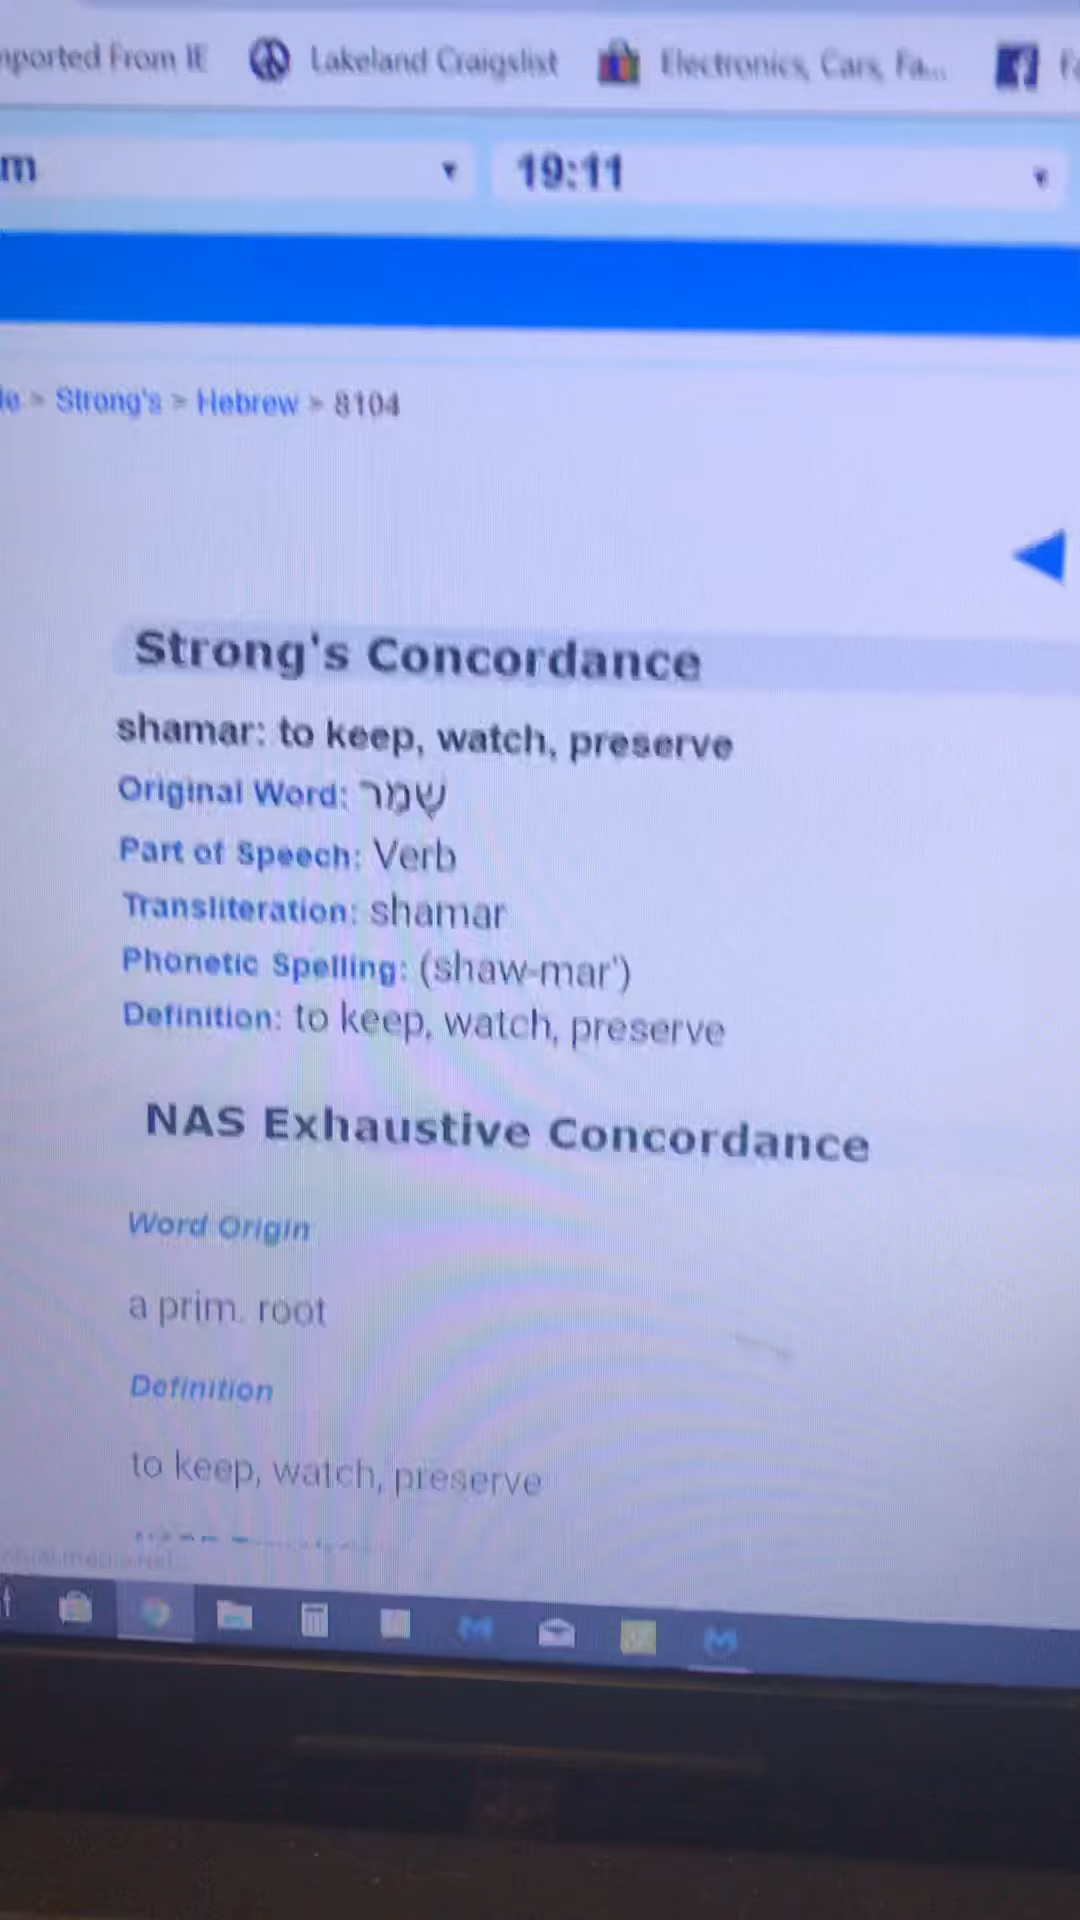 mported From IE Lakeland Craigslist Electronics, Cars, Fa...
m 19:11
> Strong's > Hebrew > 8104
Strong's Concordance
shamar: to keep, watch, preserve
Original Word: שָׁמַר
Part of Speech: Verb
Transliteration: shamar
Phonetic Spelling: (shaw-mar')
Definition: to keep, watch, preserve
NAS Exhaustive Concordance
Word Origin
a prim. root
Definition
to keep, watch, preserve